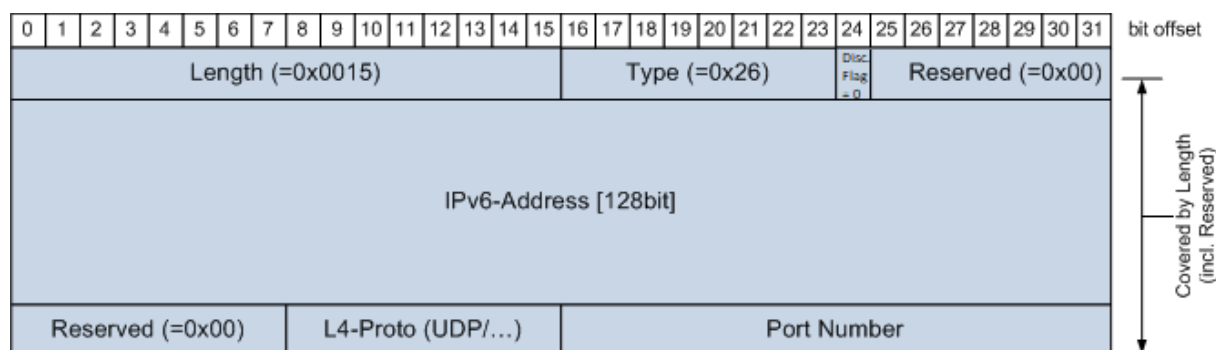 0 1 2 3 4 5 6 7 8 9 10 11 12 13 14 15 16 17 18 19 20 21 22 23 24 25 26 27 28 29 30 31 bit offset
Length (=0x0015) Type (=0x26) Disc. Flag = 0 Reserved (=0x00)
IPv6-Address [128bit]
Covered by Length
(incl. Reserved)
Reserved (=0x00) L4-Proto (UDP/…) Port Number